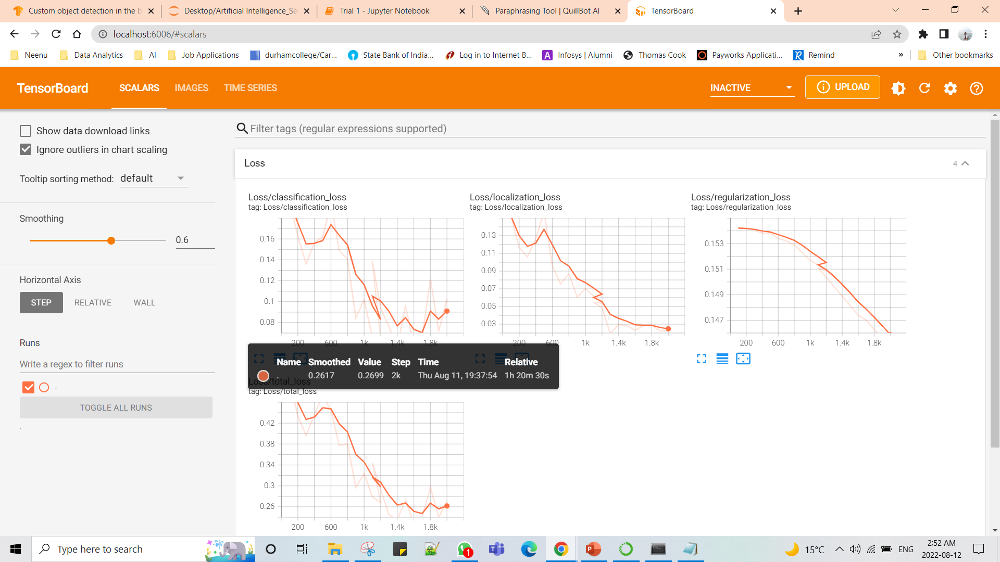 Custom object detection in the b
Desktop/Artificial Intelligence_Se
Trial 1 - Jupyter Notebook
Paraphrasing Tool | QuillBot AI
TensorBoard
localhost:6006/#scalars
Neenu
Data Analytics
AI
Job Applications
durhamcollege/Car...
State Bank of India...
Log in to Internet B...
Infosys | Alumni
Thomas Cook
Payworks Applicati...
Remind
»
Other bookmarks
TensorBoard
SCALARS
IMAGES
TIME SERIES
INACTIVE
UPLOAD
Show data download links
Ignore outliers in chart scaling
Tooltip sorting method: default
Smoothing
0.6
Horizontal Axis
STEP
RELATIVE
WALL
Runs
Write a regex to filter runs
.
TOGGLE ALL RUNS
.
Filter tags (regular expressions supported)
Loss
4
Loss/classification_loss
tag: Loss/classification_loss
0.16
0.14
0.12
0.1
0.08
200 600 1k 1.4k 1.8k
Loss/localization_loss
tag: Loss/localization_loss
0.13
0.11
0.09
0.07
0.05
0.03
200 600 1k 1.4k 1.8k
Loss/regularization_loss
tag: Loss/regularization_loss
0.153
0.151
0.149
0.147
200 600 1k 1.4k 1.8k
Name Smoothed Value Step Time Relative
. 0.2617 0.2699 2k Thu Aug 11, 19:37:54 1h 20m 30s
Loss/total_loss
tag: Loss/total_loss
0.42
0.38
0.34
0.3
0.26
200 600 1k 1.4k 1.8k
Type here to search
1
15°C
ENG
2:52 AM
2022-08-12